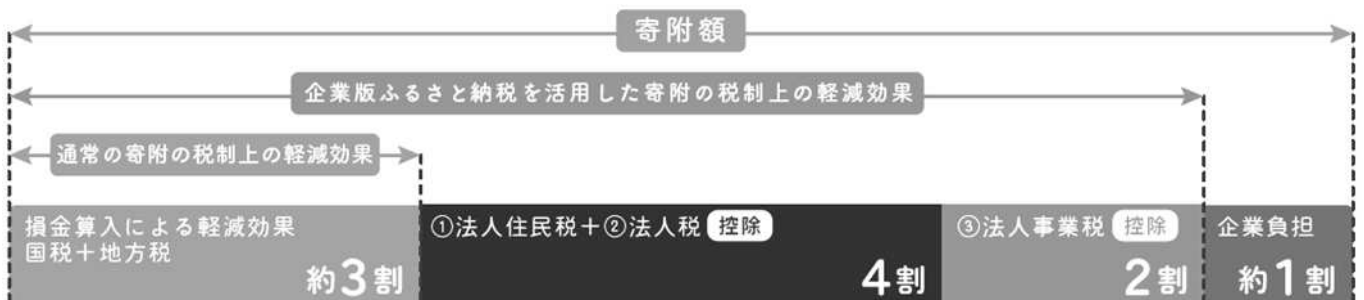 寄附額
企業版ふるさと納税を活用した寄附の税制上の軽減効果
通常の寄附の税制上の軽減効果
損金算入による軽減効果
国税＋地方税
約3割
①法人住民税＋②法人税 控除
4割
③法人事業税 控除
2割
企業負担
約1割